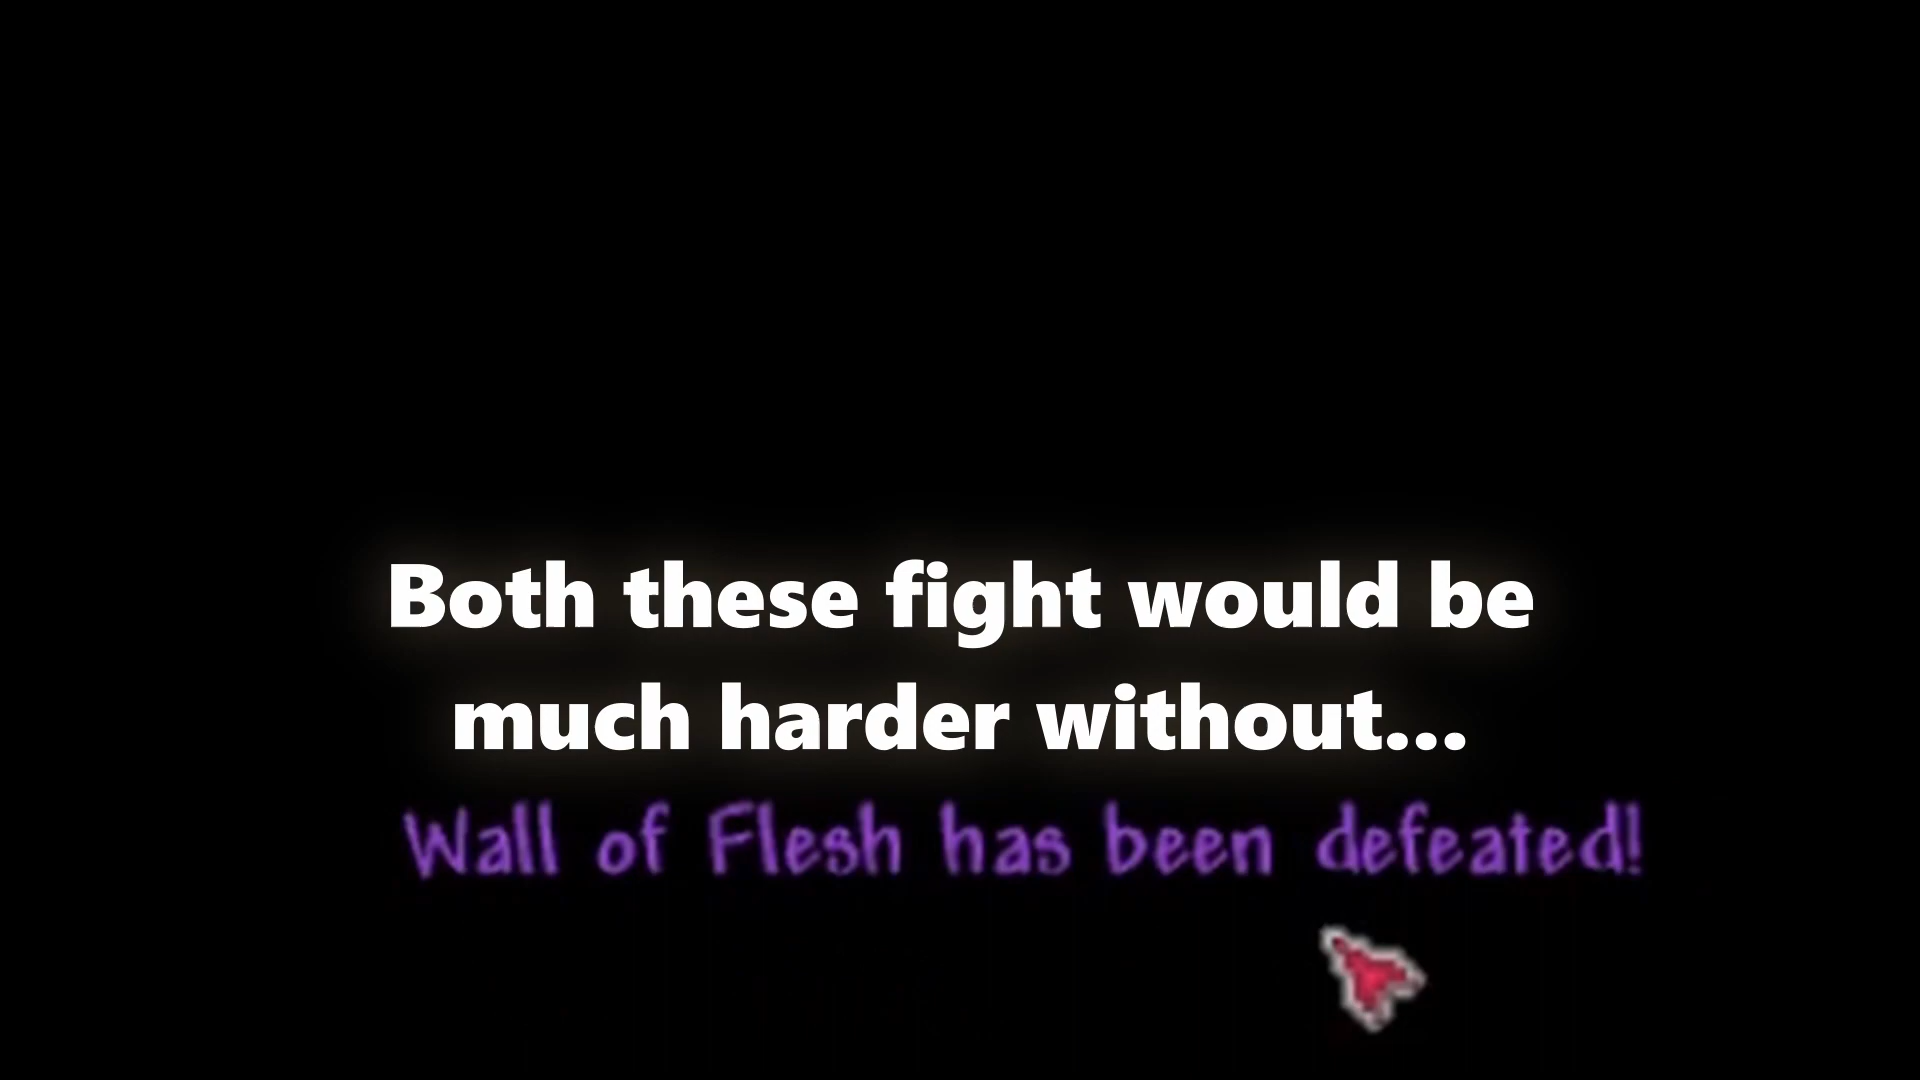 Both these fight would be
much harder without...
Wall of Flesh has been defeated!